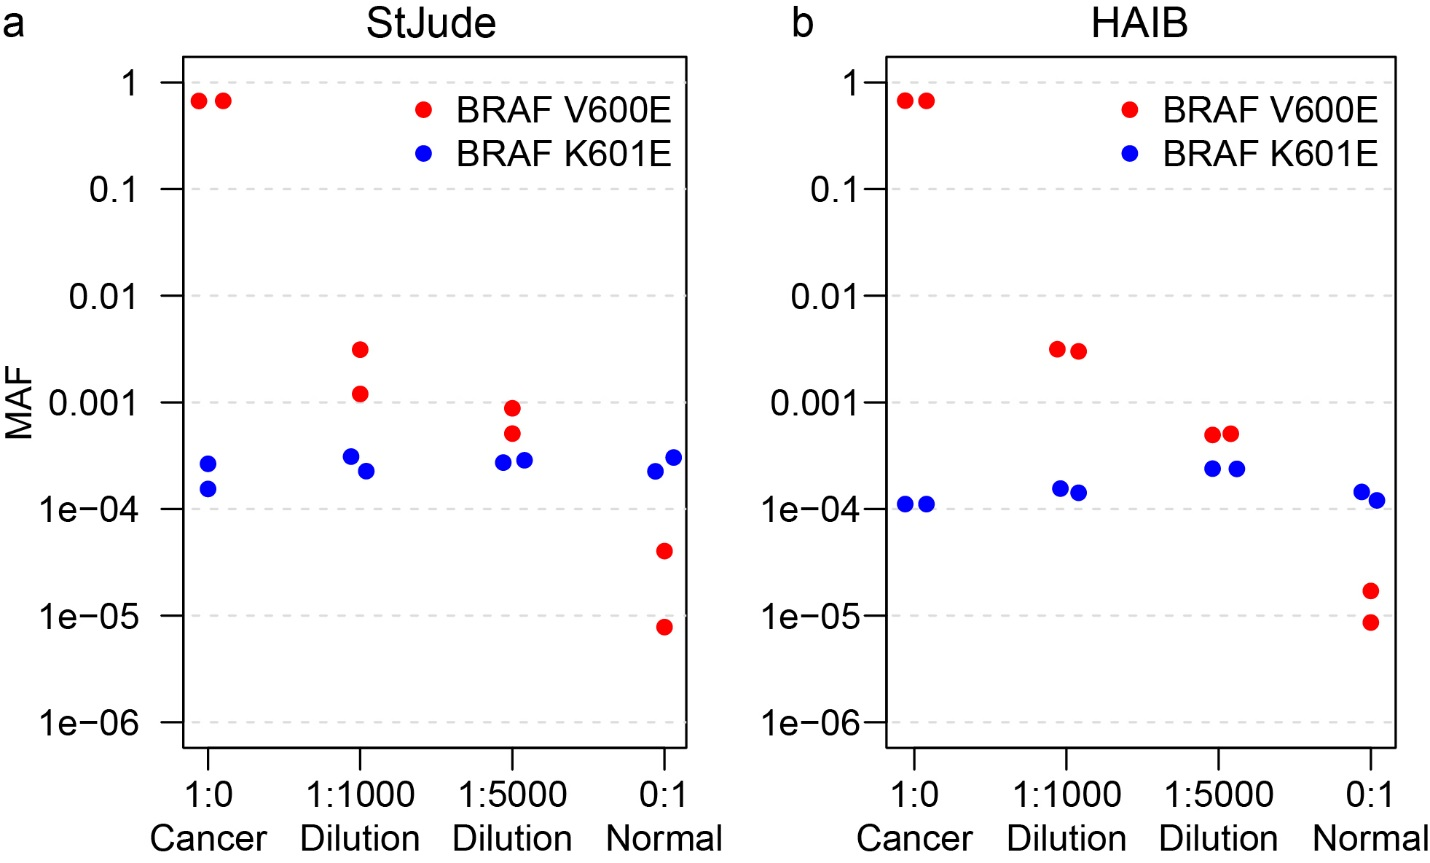 a
StJude
1
0.1
0.01
0.001
1e−04
1e−05
1e−06
MAF
BRAF V600E
BRAF K601E
1:0 1:1000 1:5000 0:1
Cancer Dilution Dilution Normal
b
HAIB
1
0.1
0.01
0.001
1e−04
1e−05
1e−06
BRAF V600E
BRAF K601E
1:0 1:1000 1:5000 0:1
Cancer Dilution Dilution Normal